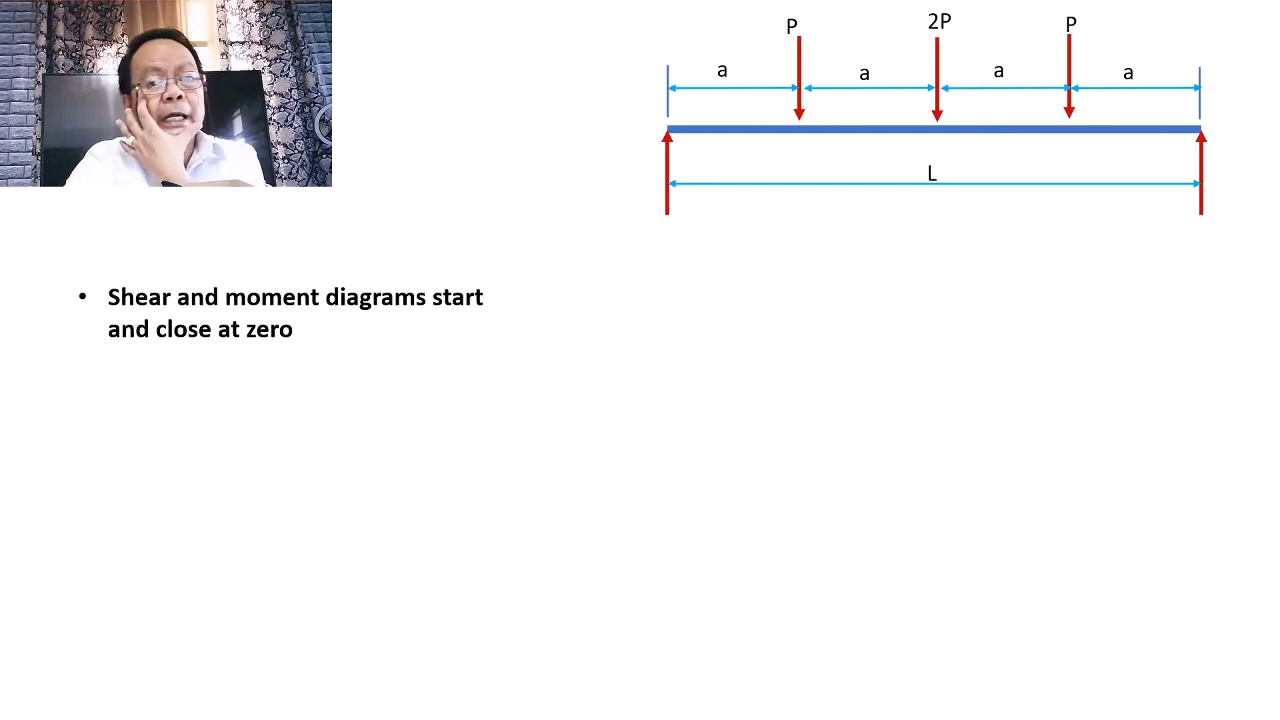 P
2P
P
a
a
a
a
L
• Shear and moment diagrams start
and close at zero